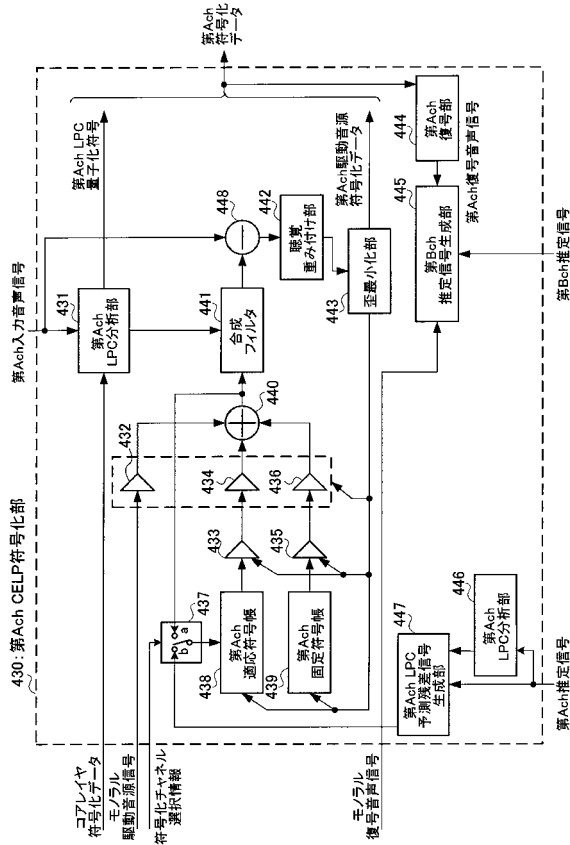 430:第Ach CELP符号化部
コアレイヤ
符号化データ
モノラル
駆動音源信号
符号化チャネル
選択情報
モノラル
復号音声信号
第Ach入力音声信号
431
第Ach
LPC分析部
第Ach LPC
量子化符号
第Ach
符号化
データ
432
434
436
433
435
437
a
b
438
第Ach
適応符号帳
439
第Ach
固定符号帳
440
441
合成
フィルタ
448
442
聴覚
重み付け部
443
歪最小化部
第Ach駆動音源
符号化データ
444
第Ach
復号部
第Ach復号音声信号
445
第Bch
推定信号生成部
446
第Ach
LPC分析部
447
第Ach LPC
予測残差信号
生成部
第Ach推定信号
第Bch推定信号